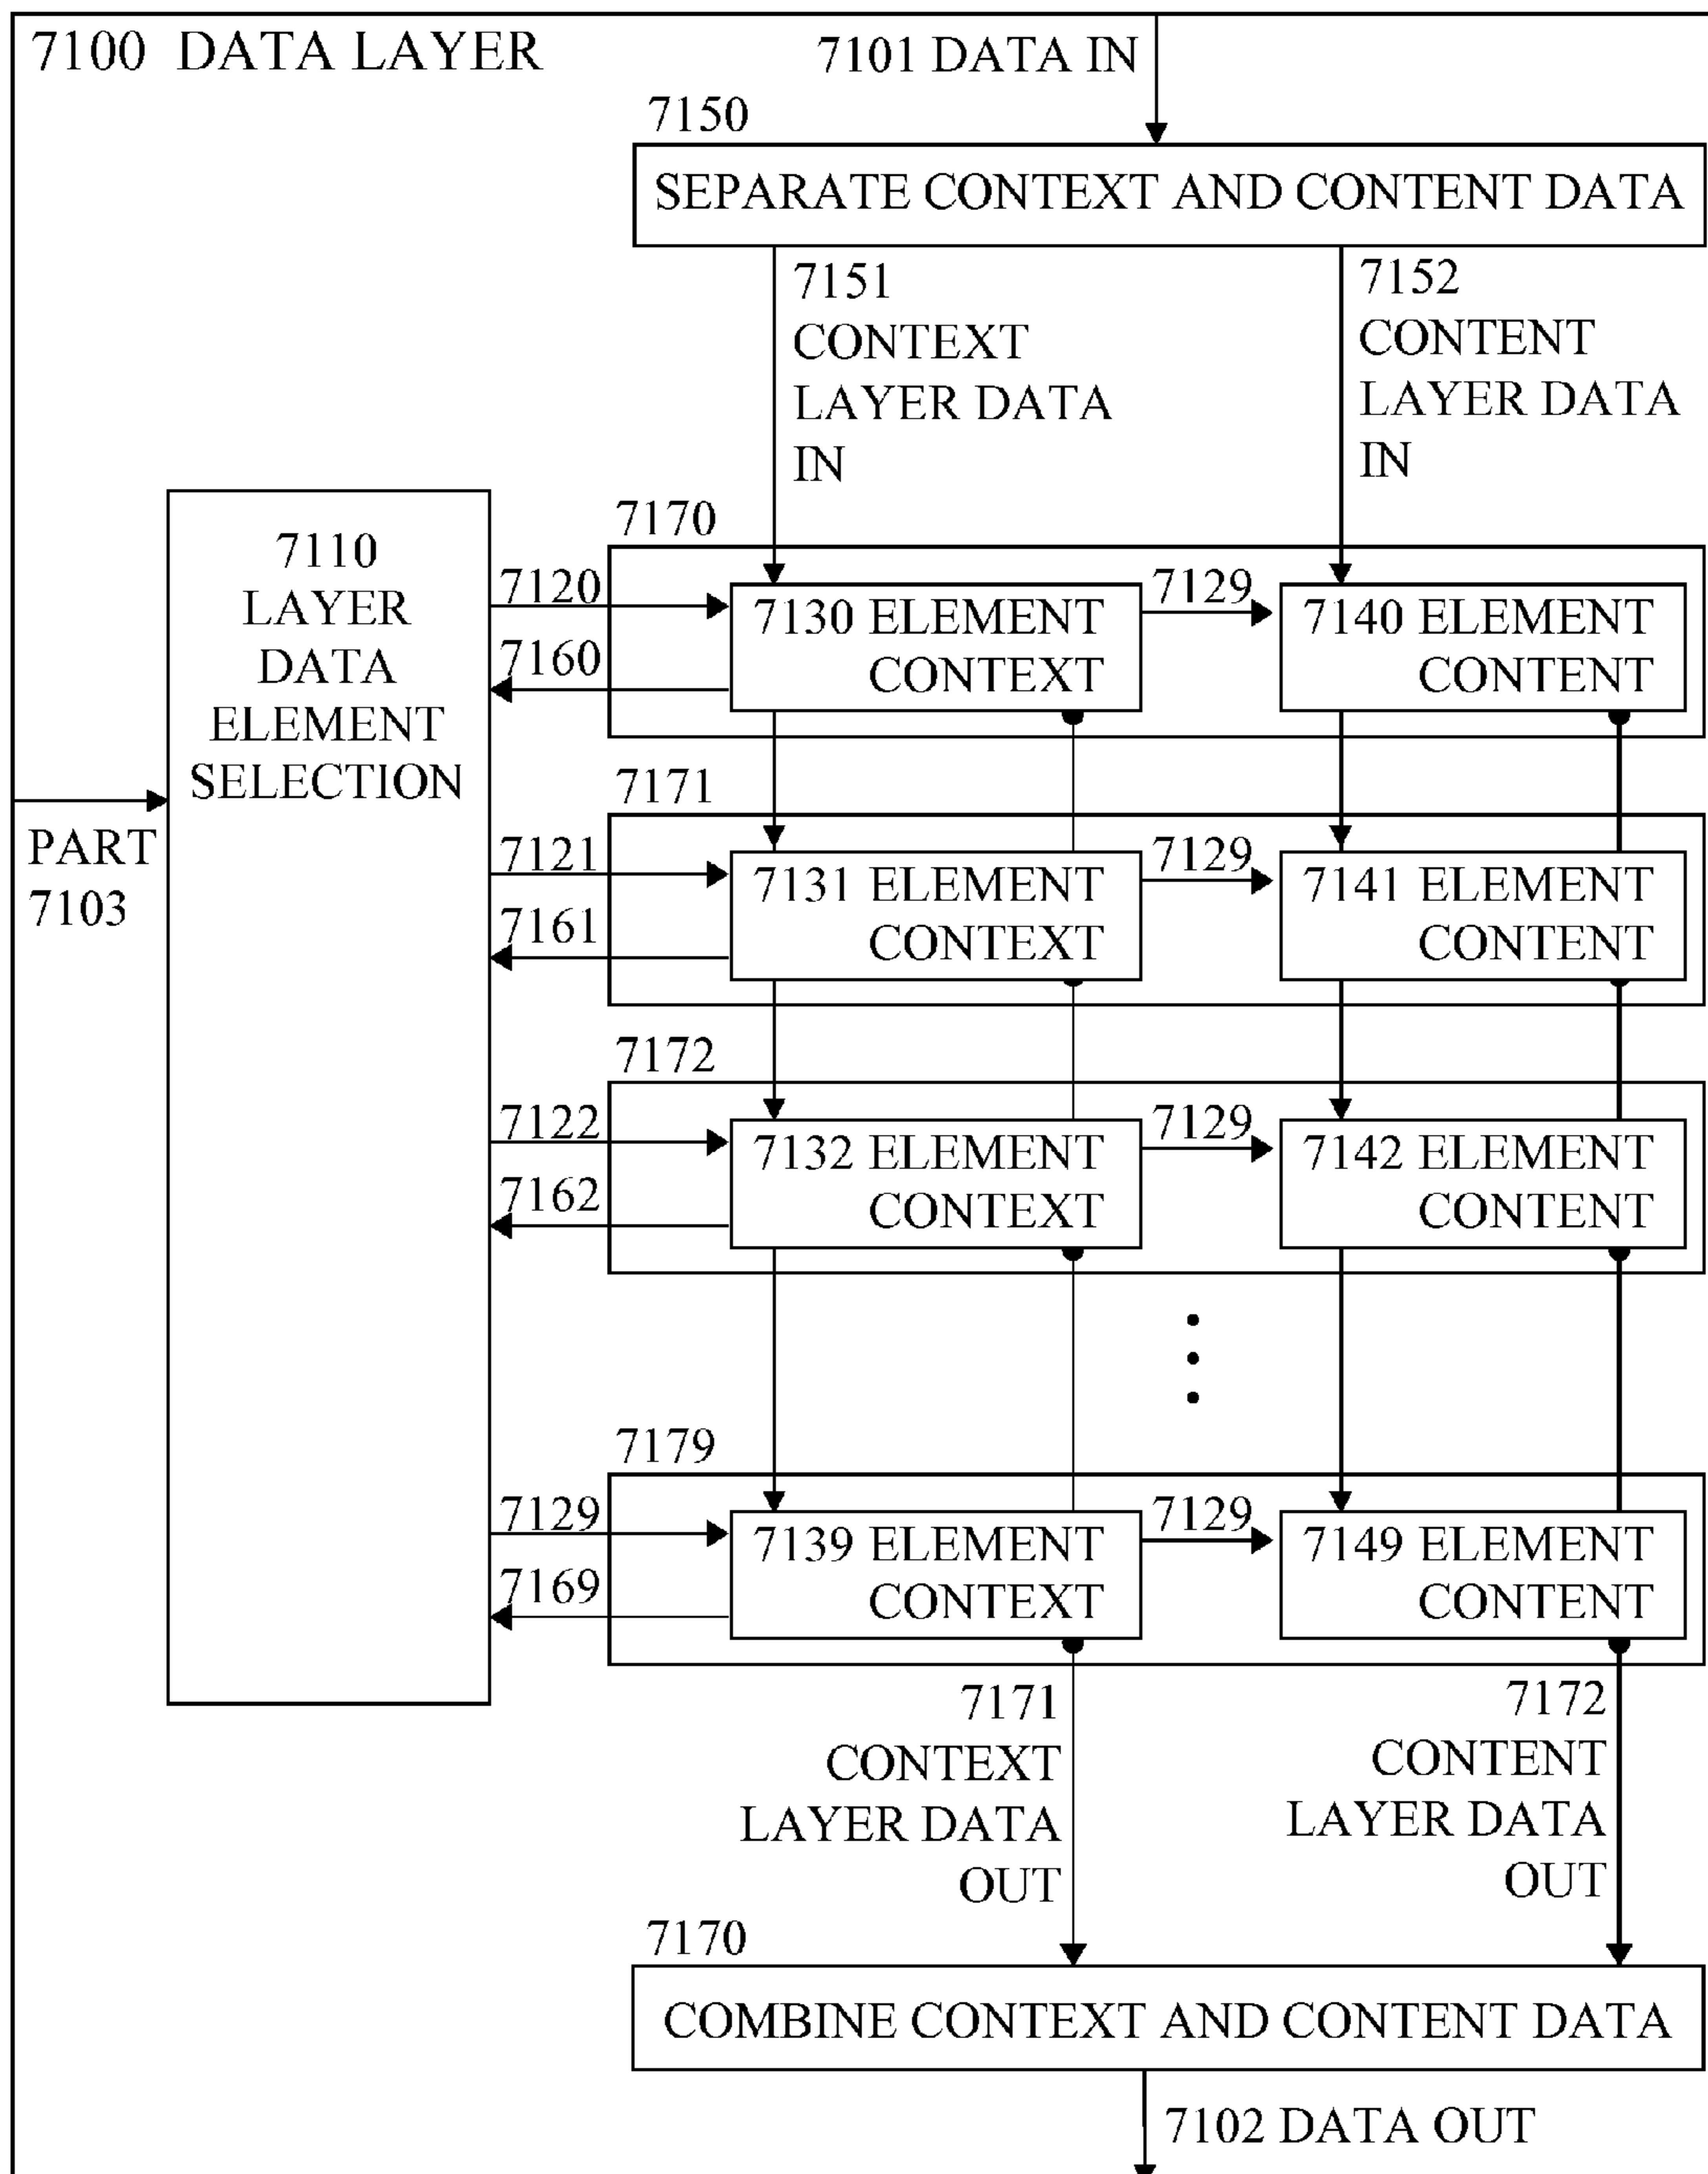 7100 DATA LAYER
7101 DATA IN
7150
SEPARATE CONTEXT AND CONTENT DATA
7151
CONTEXT
LAYER DATA
IN
7152
CONTENT
LAYER DATA
IN
7110
LAYER
DATA
ELEMENT
SELECTION
PART
7103
7170
7120
7160
7130 ELEMENT
CONTEXT
7129
7140 ELEMENT
CONTENT
7171
7121
7161
7131 ELEMENT
CONTEXT
7129
7141 ELEMENT
CONTENT
7172
7122
7162
7132 ELEMENT
CONTEXT
7129
7142 ELEMENT
CONTENT
7179
7129
7169
7139 ELEMENT
CONTEXT
7129
7149 ELEMENT
CONTENT
7171
CONTEXT
LAYER DATA
OUT
7172
CONTENT
LAYER DATA
OUT
7170
COMBINE CONTEXT AND CONTENT DATA
7102 DATA OUT